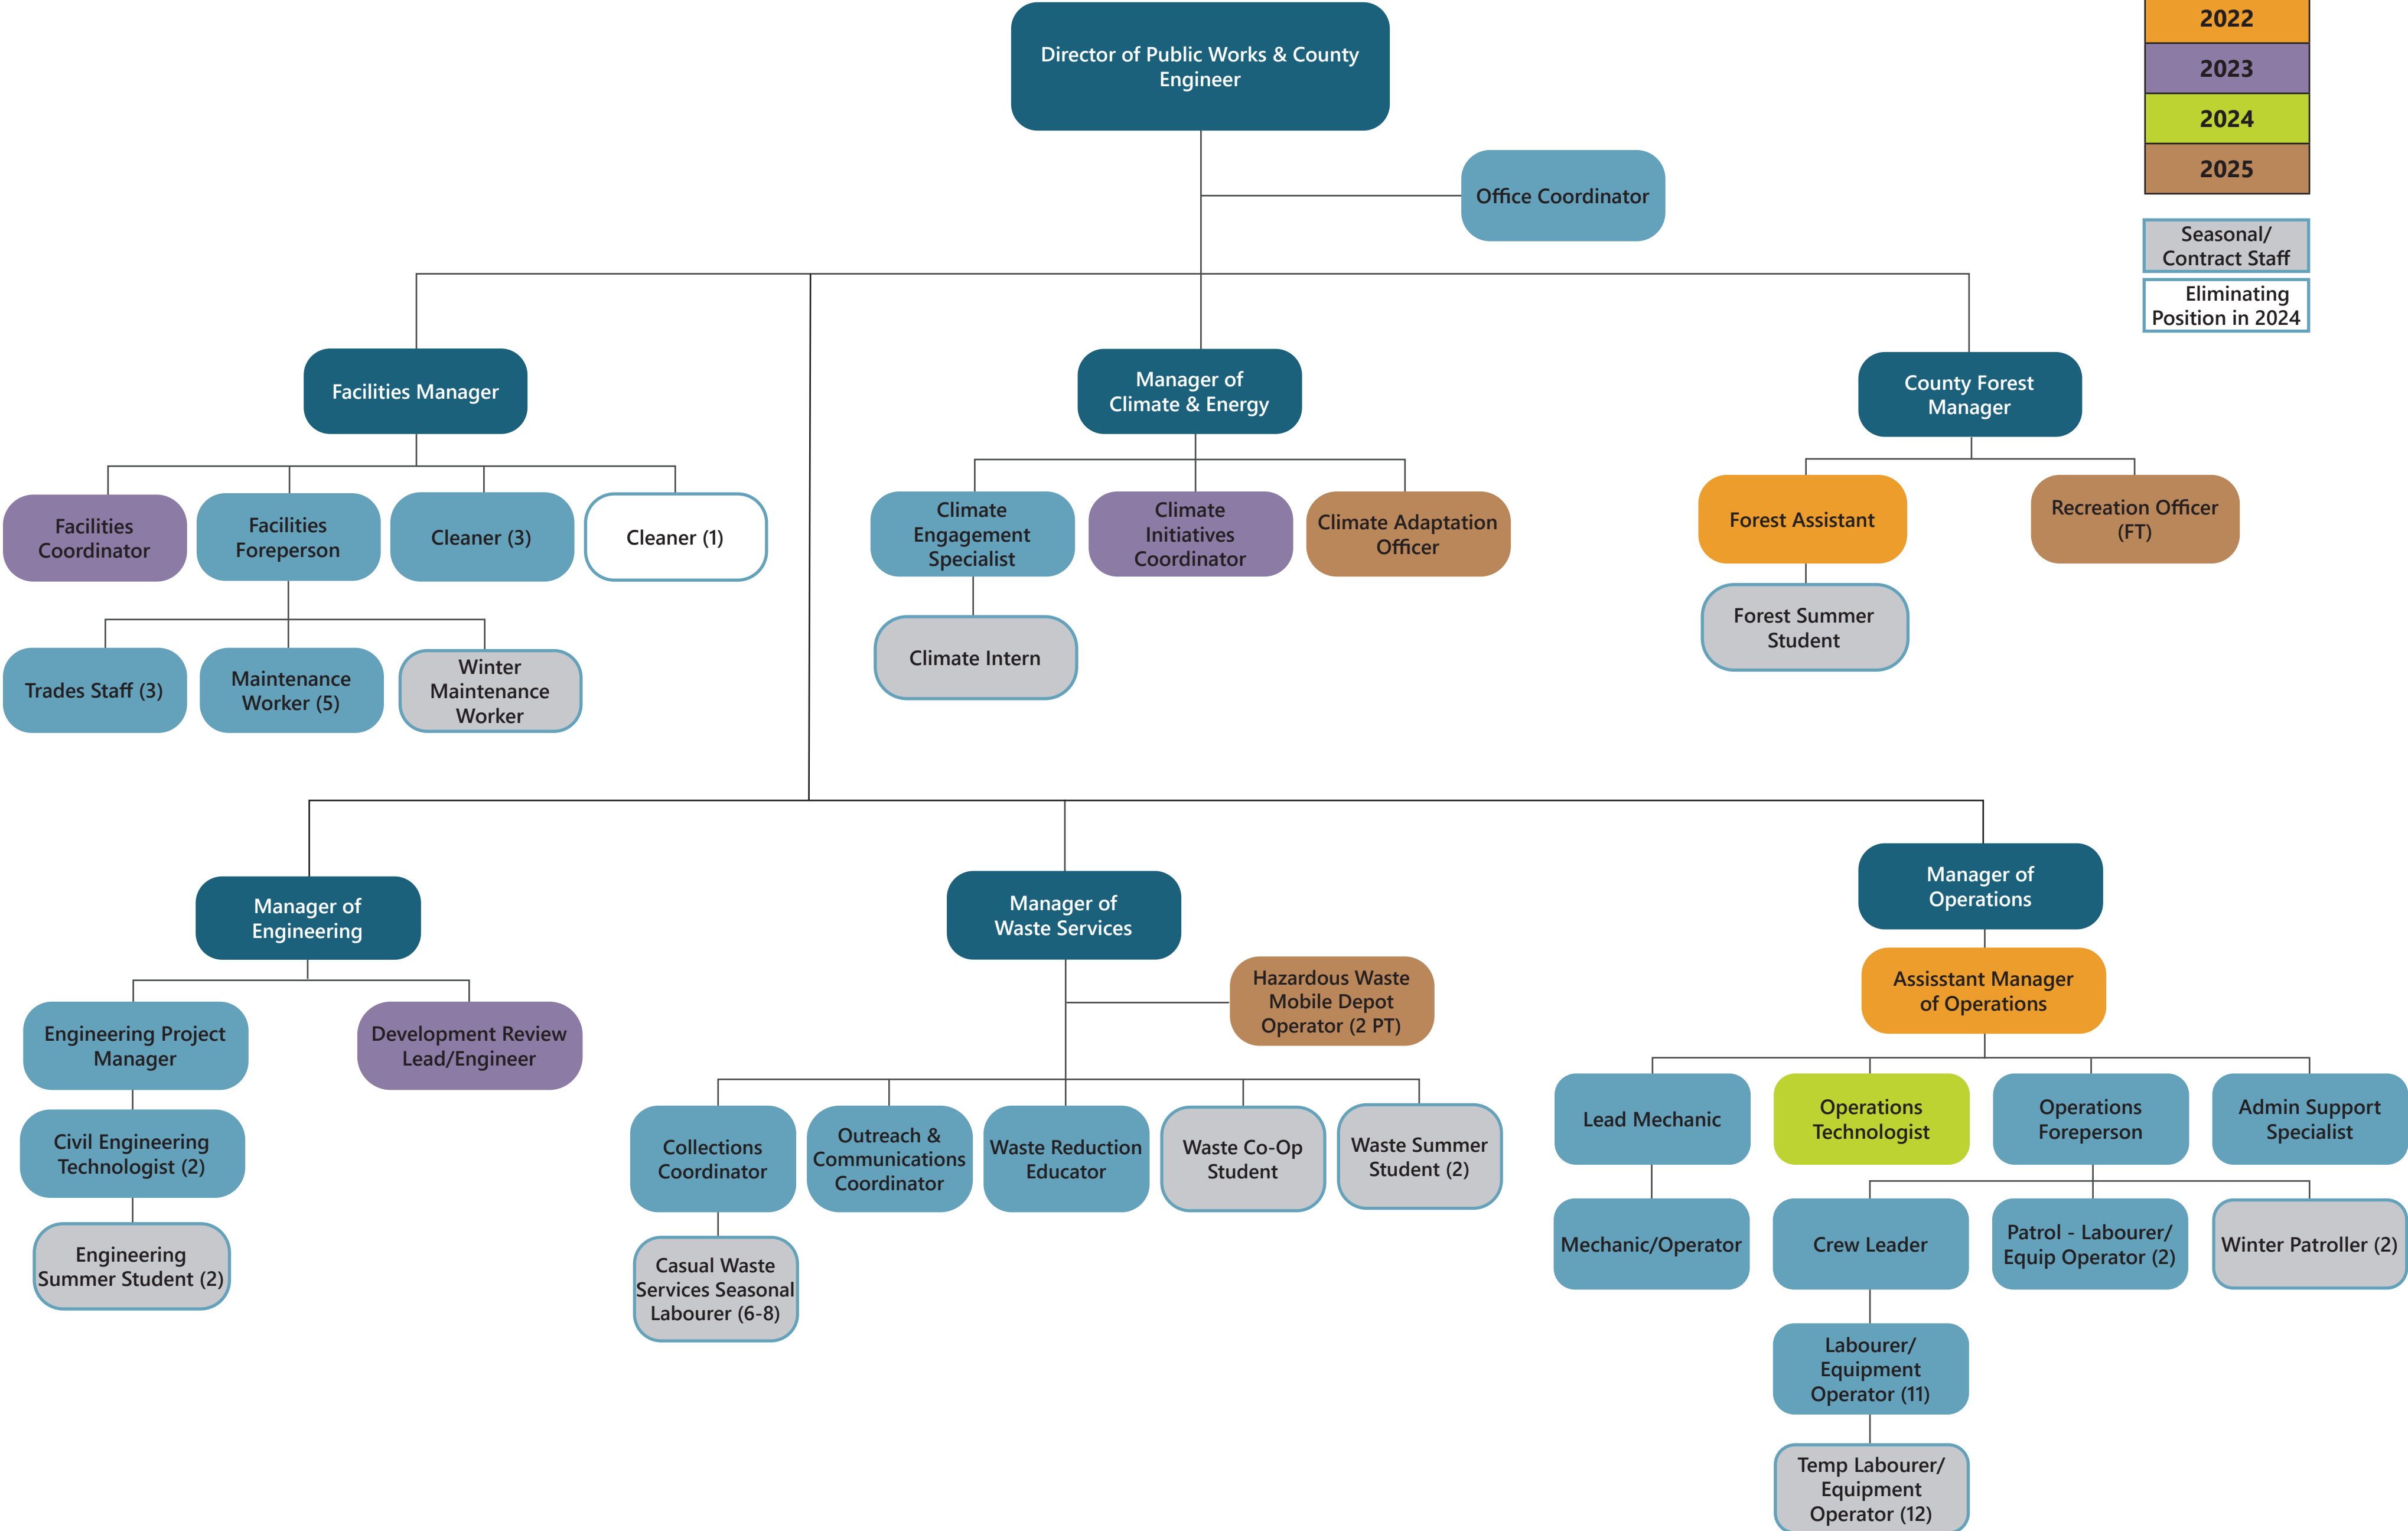 Director of Public Works & County
Engineer
2022
2023
2024
2025
Office Coordinator
Seasonal/
Contract Staff
Eliminating
Position in 2024
Facilities Manager
Manager of
Climate & Energy
County Forest
Manager
Facilities
Coordinator
Facilities
Foreperson
Cleaner (3)
Cleaner (1)
Climate
Engagement
Specialist
Climate
Initiatives
Coordinator
Climate Adaptation
Officer
Forest Assistant
Recreation Officer
(FT)
Trades Staff (3)
Maintenance
Worker (5)
Winter
Maintenance
Worker
Climate Intern
Forest Summer
Student
Manager of
Engineering
Manager of
Waste Services
Manager of
Operations
Hazardous Waste
Mobile Depot
Operator (2 PT)
Assisstant Manager
of Operations
Engineering Project
Manager
Development Review
Lead/Engineer
Civil Engineering
Technologist (2)
Engineering
Summer Student (2)
Collections
Coordinator
Outreach &
Communications
Coordinator
Waste Reduction
Educator
Waste Co-Op
Student
Waste Summer
Student (2)
Casual Waste
Services Seasonal
Labourer (6-8)
Lead Mechanic
Operations
Technologist
Operations
Foreperson
Admin Support
Specialist
Mechanic/Operator
Crew Leader
Patrol - Labourer/
Equip Operator (2)
Winter Patroller (2)
Labourer/
Equipment
Operator (11)
Temp Labourer/
Equipment
Operator (12)